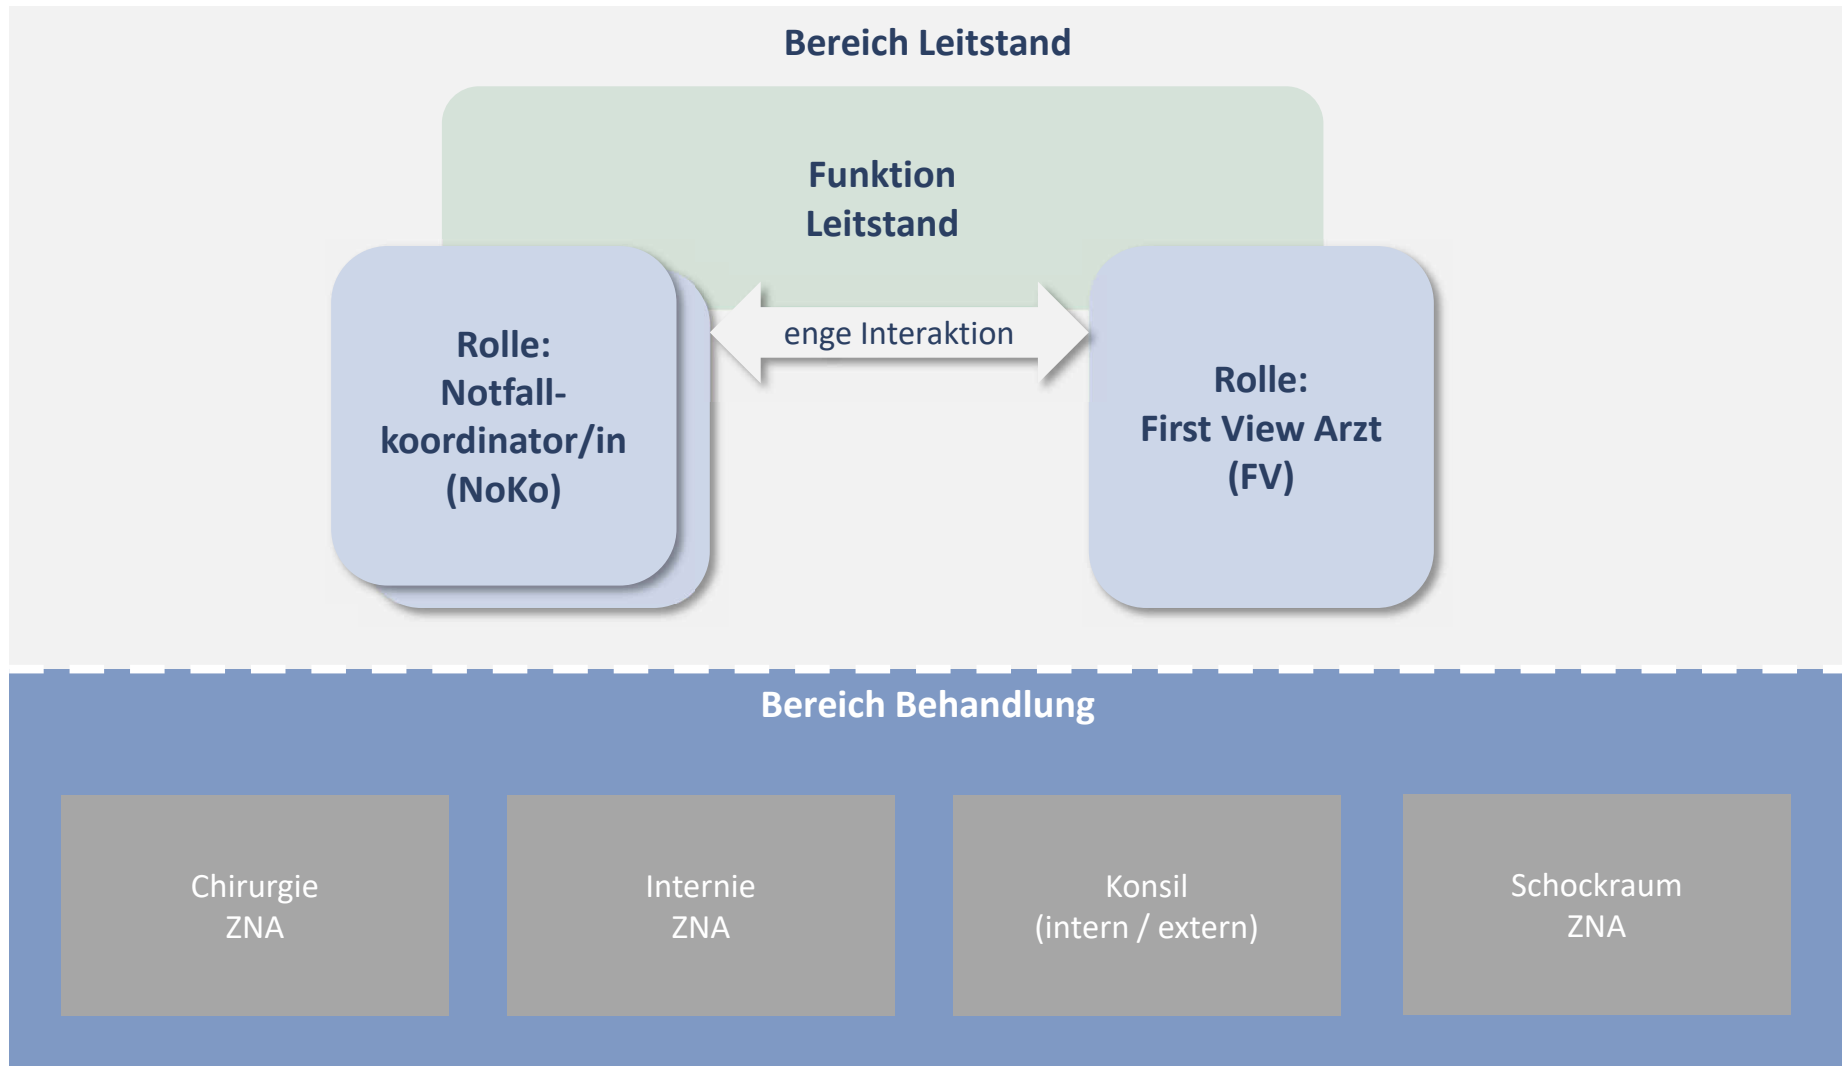 Bereich Leitstand
Funktion
Leitstand
Rolle:
Notfall-
koordinator/in
(NoKo)
enge Interaktion
Rolle:
First View Arzt
(FV)
Bereich Behandlung
Chirurgie
ZNA
Internie
ZNA
Konsil
(intern / extern)
Schockraum
ZNA